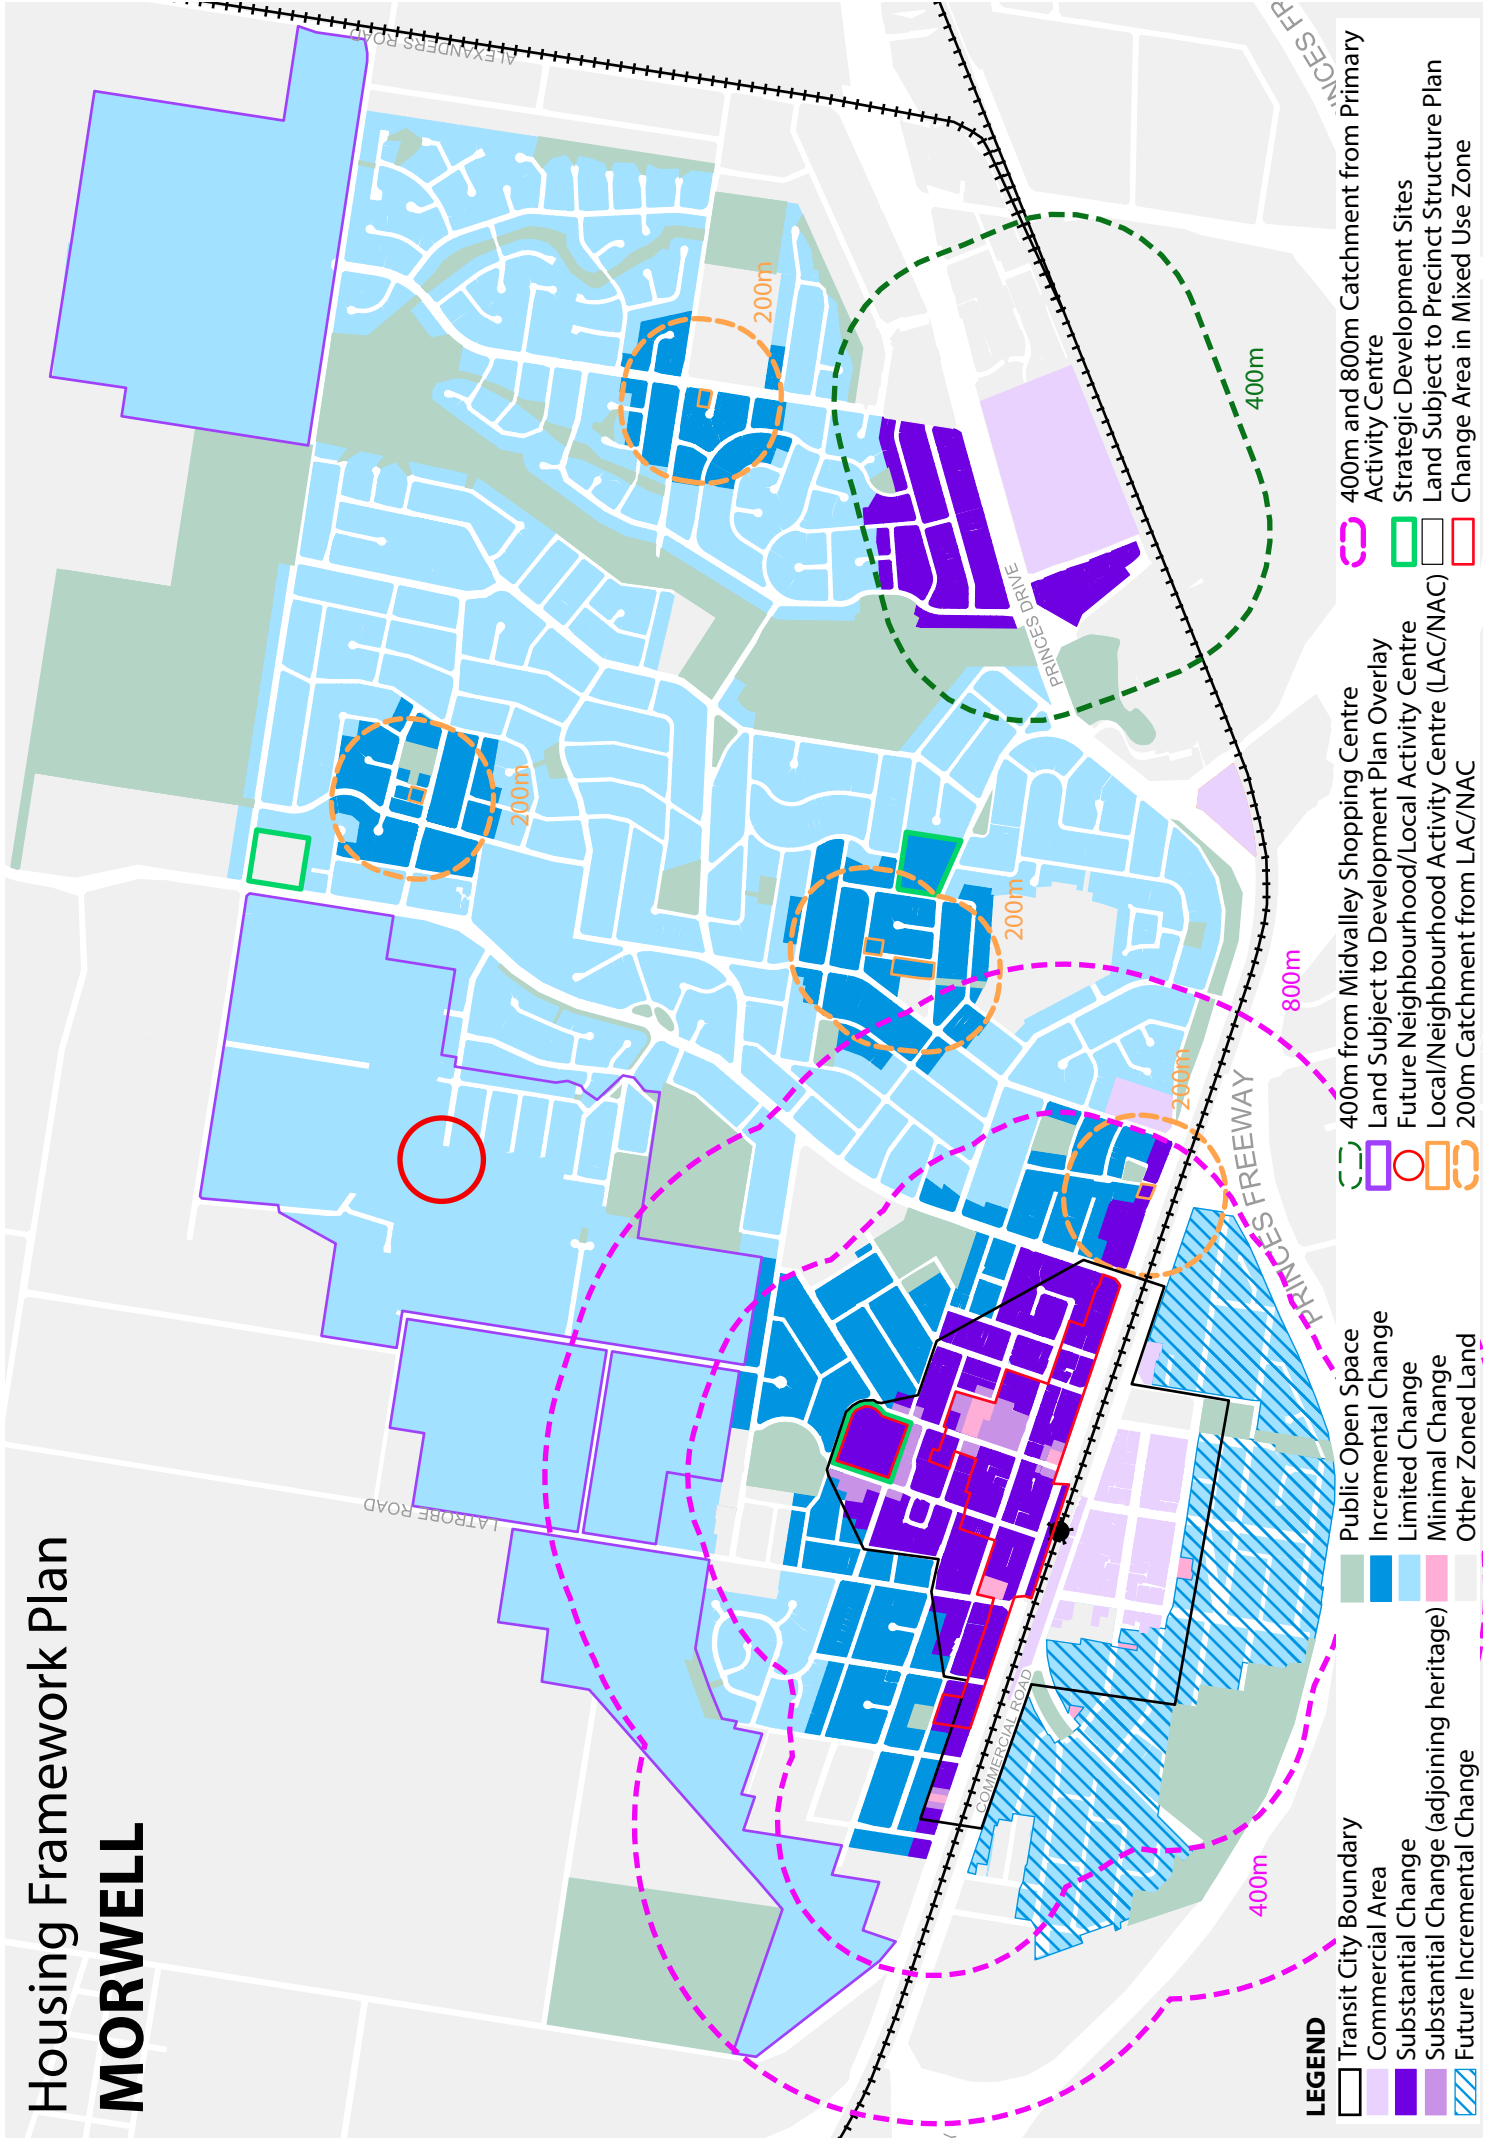 Housing Framework Plan
MORWELL
ALEXANDERS ROAD
LATROBE ROAD
PRINCES DRIVE
COMMERCIAL ROAD
PRINCES FREEWAY
PRINCES FREEWAY
PRINCES FR
200m
200m
200m
200m
400m
800m
400m
LEGEND
Transit City Boundary
Commercial Area
Substantial Change
Substantial Change (adjoining heritage)
Future Incremental Change
Public Open Space
Incremental Change
Limited Change
Minimal Change
Other Zoned Land
400m from Midvalley Shopping Centre
Land Subject to Development Plan Overlay
Future Neighbourhood/Local Activity Centre
Local/Neighbourhood Activity Centre (LAC/NAC)
200m Catchment from LAC/NAC
400m and 800m Catchment from Primary
Activity Centre
Strategic Development Sites
Land Subject to Precinct Structure Plan
Change Area in Mixed Use Zone